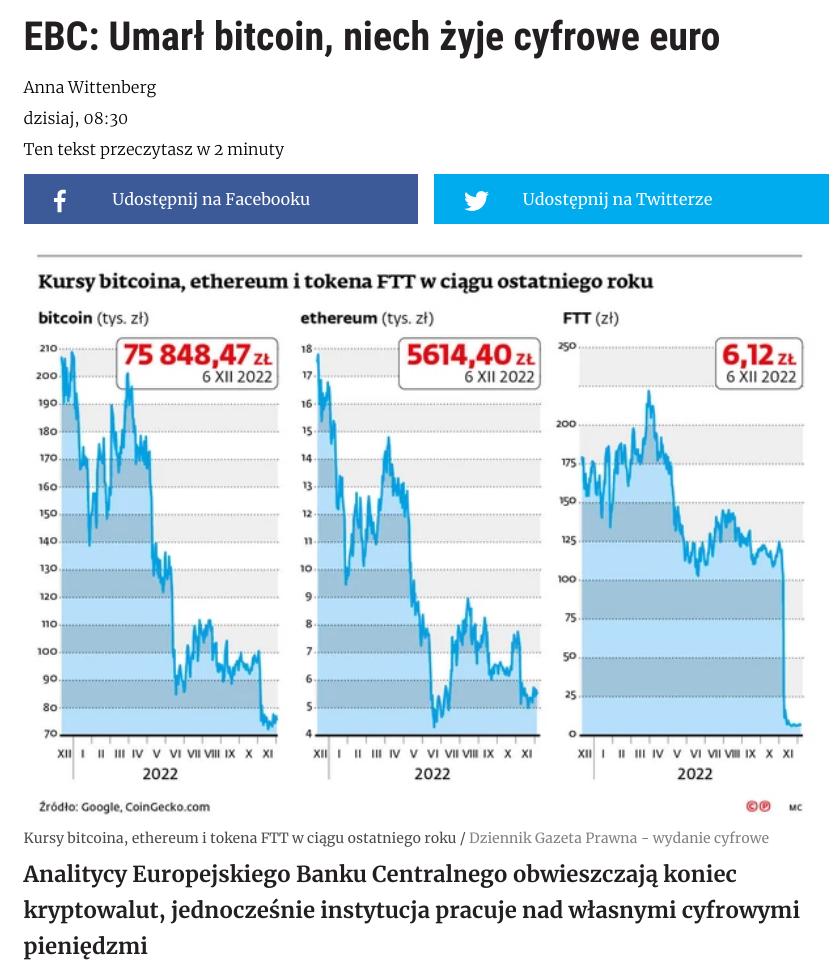 EBC: Umarł bitcoin, niech żyje cyfrowe euro
Anna Wittenberg
dzisiaj, 08:30
Ten tekst przeczytasz w 2 minuty
Udostępnij na Facebooku
Udostępnij na Twitterze
Kursy bitcoina, ethereum i tokena FTT w ciągu ostatniego roku
bitcoin (tys. zł)
75 848,47 ZŁ
6 XII 2022
210
200
190
180
170
160
150
140
130
120
110
100
90
80
70
XII I II III IV V VI VII VIII IX X XI
2022
ethereum (tys. zł)
5614,40 ZŁ
6 XII 2022
18
17
16
15
14
13
12
11
10
9
8
7
6
5
4
XII I II III IV V VI VII VIII IX X XI
2022
FTT (zł)
6,12 ZŁ
6 XII 2022
250
200
175
150
125
100
75
50
25
0
XII I II III IV V VI VII VIII IX X XI
2022
Źródło: Google, CoinGecko.com
©℗ MC
Kursy bitcoina, ethereum i tokena FTT w ciągu ostatniego roku / Dziennik Gazeta Prawna - wydanie cyfrowe
Analitycy Europejskiego Banku Centralnego obwieszczają koniec
kryptowalut, jednocześnie instytucja pracuje nad własnymi cyfrowymi
pieniędzmi